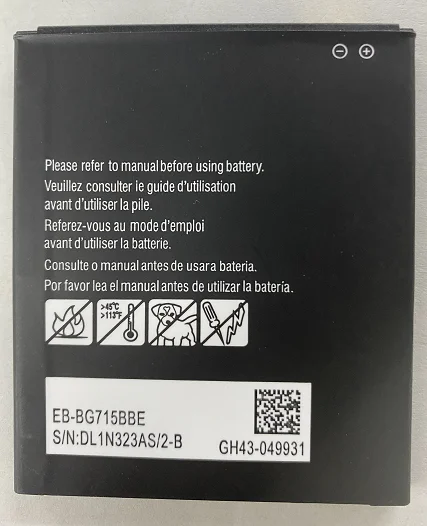 Please refer to manual before using battery.
Veuillez consulter le guide d'utilisation
avant d'utiliser la pile.
Referez-vous au mode d'emploi
avant d'utiliser la batterie.
Consulte o manual antes de usar a bateria.
Por favor lea el manual antes de utilizar la batería.
>45°C
>113°F
EB-BG715BBE
S/N:DL1N323AS/2-B
GH43-049931